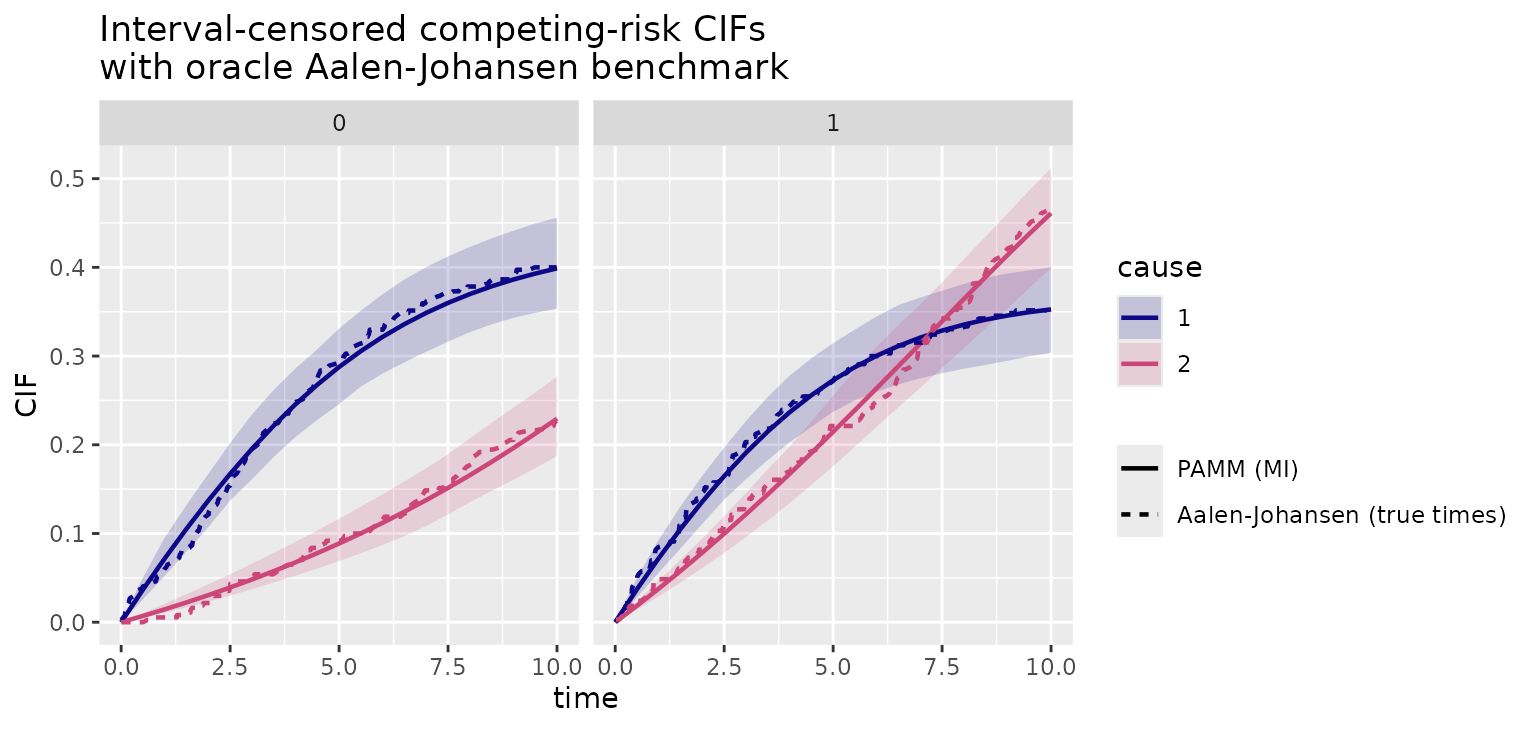 Interval-censored competing-risk CIFs
with oracle Aalen-Johansen benchmark
0
1
0.5
0.4
0.3
0.2
0.1
0.0
CIF
0.0 2.5 5.0 7.5 10.0
0.0 2.5 5.0 7.5 10.0
time
cause
1
2
PAMM (MI)
Aalen-Johansen (true times)